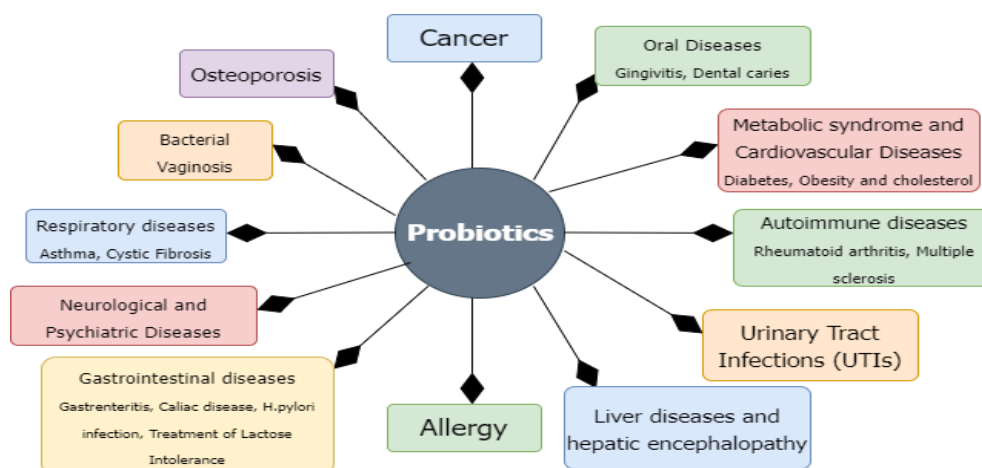 Cancer
Oral Diseases
Gingivitis, Dental caries
Osteoporosis
Metabolic syndrome and
Cardiovascular Diseases
Diabetes, Obesity and cholesterol
Bacterial
Vaginosis
Probiotics
Respiratory diseases
Asthma, Cystic Fibrosis
Autoimmune diseases
Rheumatoid arthritis, Multiple
sclerosis
Neurological and
Psychiatric Diseases
Urinary Tract
Infections (UTIs)
Gastrointestinal diseases
Gastrenteritis, Caliac disease, H.pylori
infection, Treatment of Lactose
Intolerance
Allergy
Liver diseases and
hepatic encephalopathy